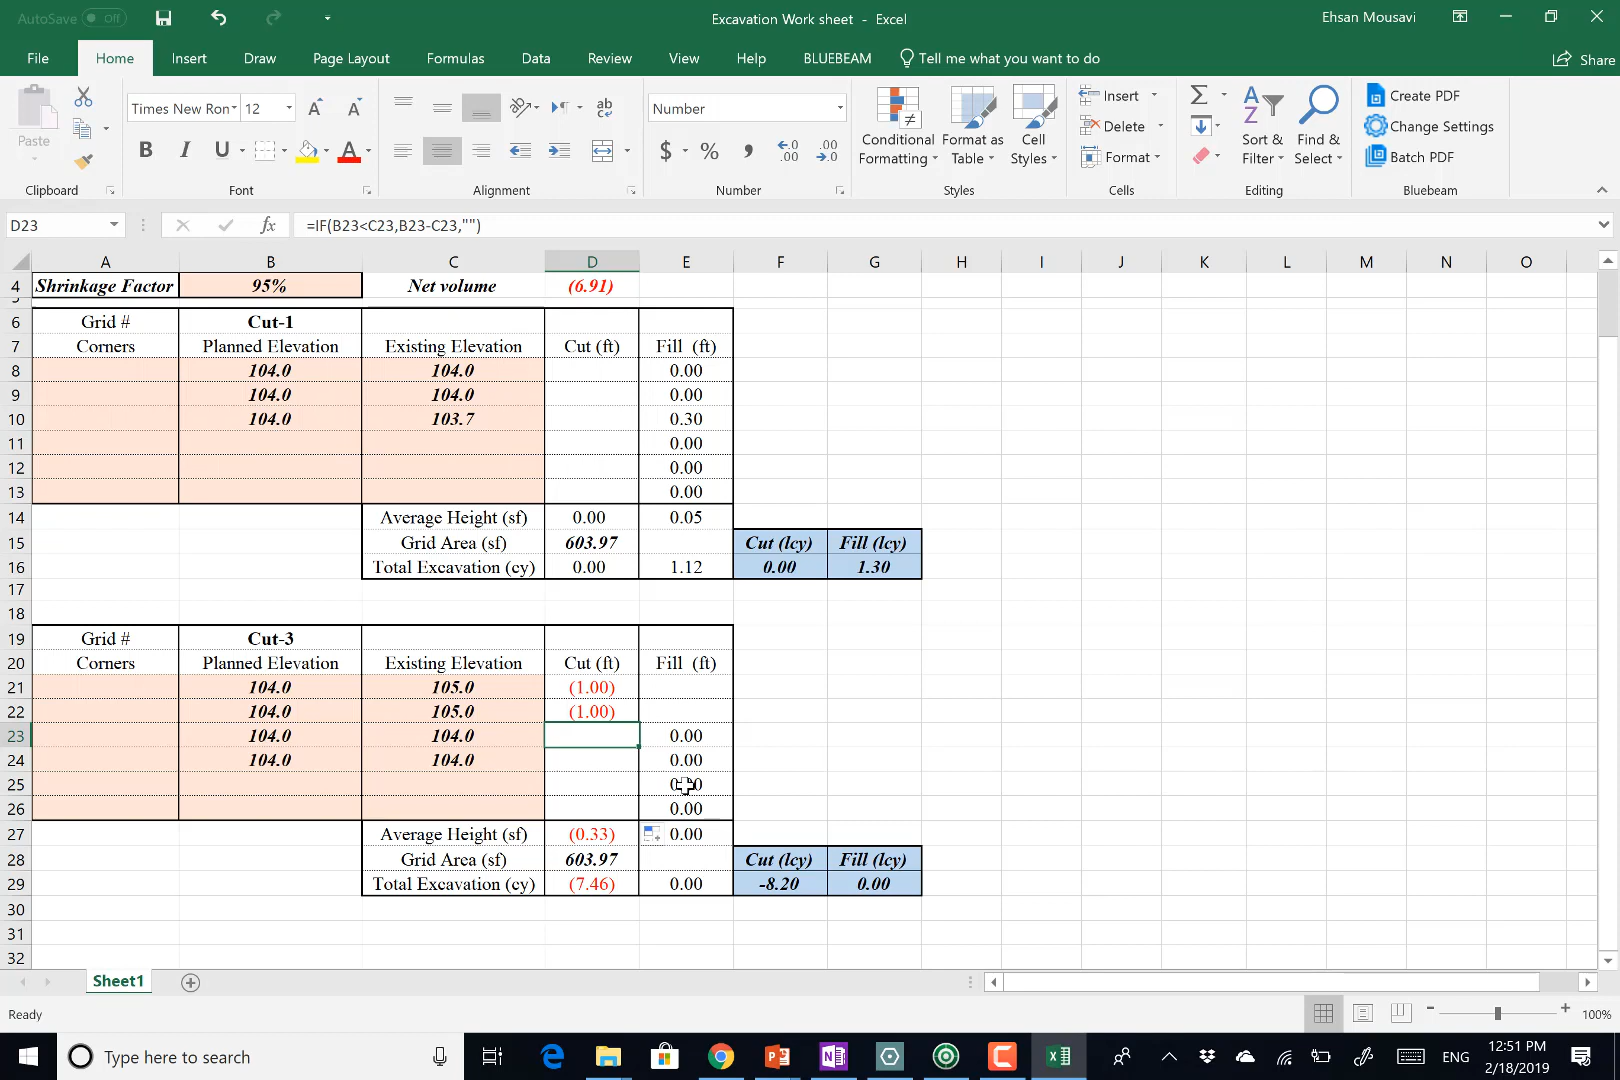 AutoSave Off
Excavation Work sheet - Excel
Ehsan Mousavi
File Home Insert Draw Page Layout Formulas Data Review View Help BLUEBEAM Tell me what you want to do Share
Paste
Clipboard
Times New Ron 12
B I U A
Font
Alignment
Number
$ % , .00 .00
Number
Conditional Formatting
Format as Table
Cell Styles
Styles
Insert
Delete
Format
Cells
Sort & Filter
Find & Select
Editing
Create PDF
Change Settings
Batch PDF
Bluebeam
D23 fx =IF(B23<C23,B23-C23,"")
A B C D E F G H I J K L M N O
4 Shrinkage Factor 95% Net volume (6.91)
6 Grid # Cut-1
7 Corners Planned Elevation Existing Elevation Cut (ft) Fill (ft)
8 104.0 104.0 0.00
9 104.0 104.0 0.00
10 104.0 103.7 0.30
11 0.00
12 0.00
13 0.00
14 Average Height (sf) 0.00 0.05
15 Grid Area (sf) 603.97 Cut (lcy) Fill (lcy)
16 Total Excavation (cy) 0.00 1.12 0.00 1.30
17
18
19 Grid # Cut-3
20 Corners Planned Elevation Existing Elevation Cut (ft) Fill (ft)
21 104.0 105.0 (1.00)
22 104.0 105.0 (1.00)
23 104.0 104.0 0.00
24 104.0 104.0 0.00
25
26 0.00
27 Average Height (sf) (0.33) 0.00
28 Grid Area (sf) 603.97 Cut (lcy) Fill (lcy)
29 Total Excavation (cy) (7.46) 0.00 -8.20 0.00
30
31
32
Sheet1
Ready
100%
Type here to search
ENG
12:51 PM
2/18/2019